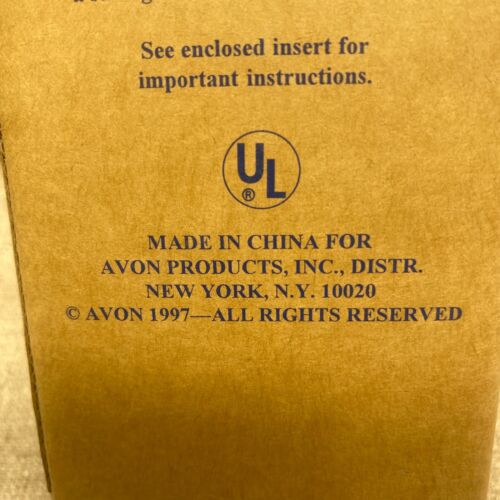 See enclosed insert for
important instructions.
UL
®
MADE IN CHINA FOR
AVON PRODUCTS, INC., DISTR.
NEW YORK, N.Y. 10020
© AVON 1997—ALL RIGHTS RESERVED